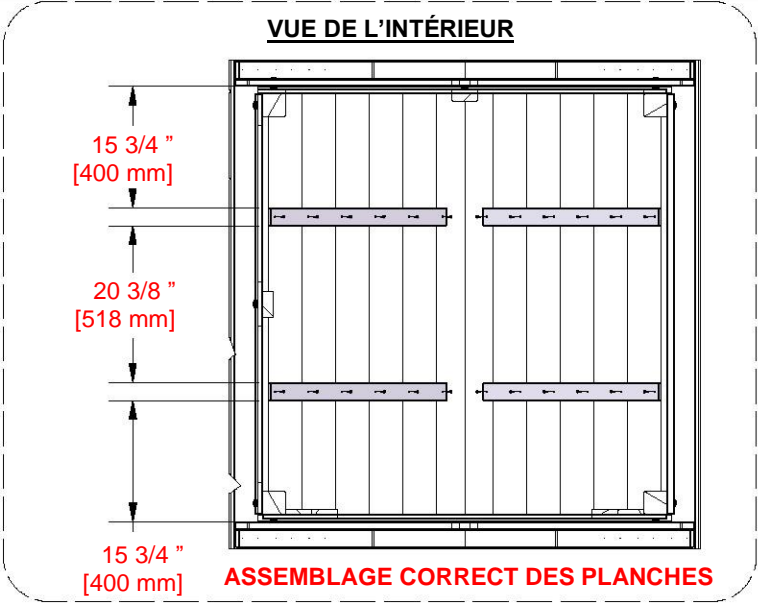 VUE DE L'INTÉRIEUR
15 3/4 ”
[400 mm]
20 3/8 ”
[518 mm]
15 3/4 ”
[400 mm]
ASSEMBLAGE CORRECT DES PLANCHES